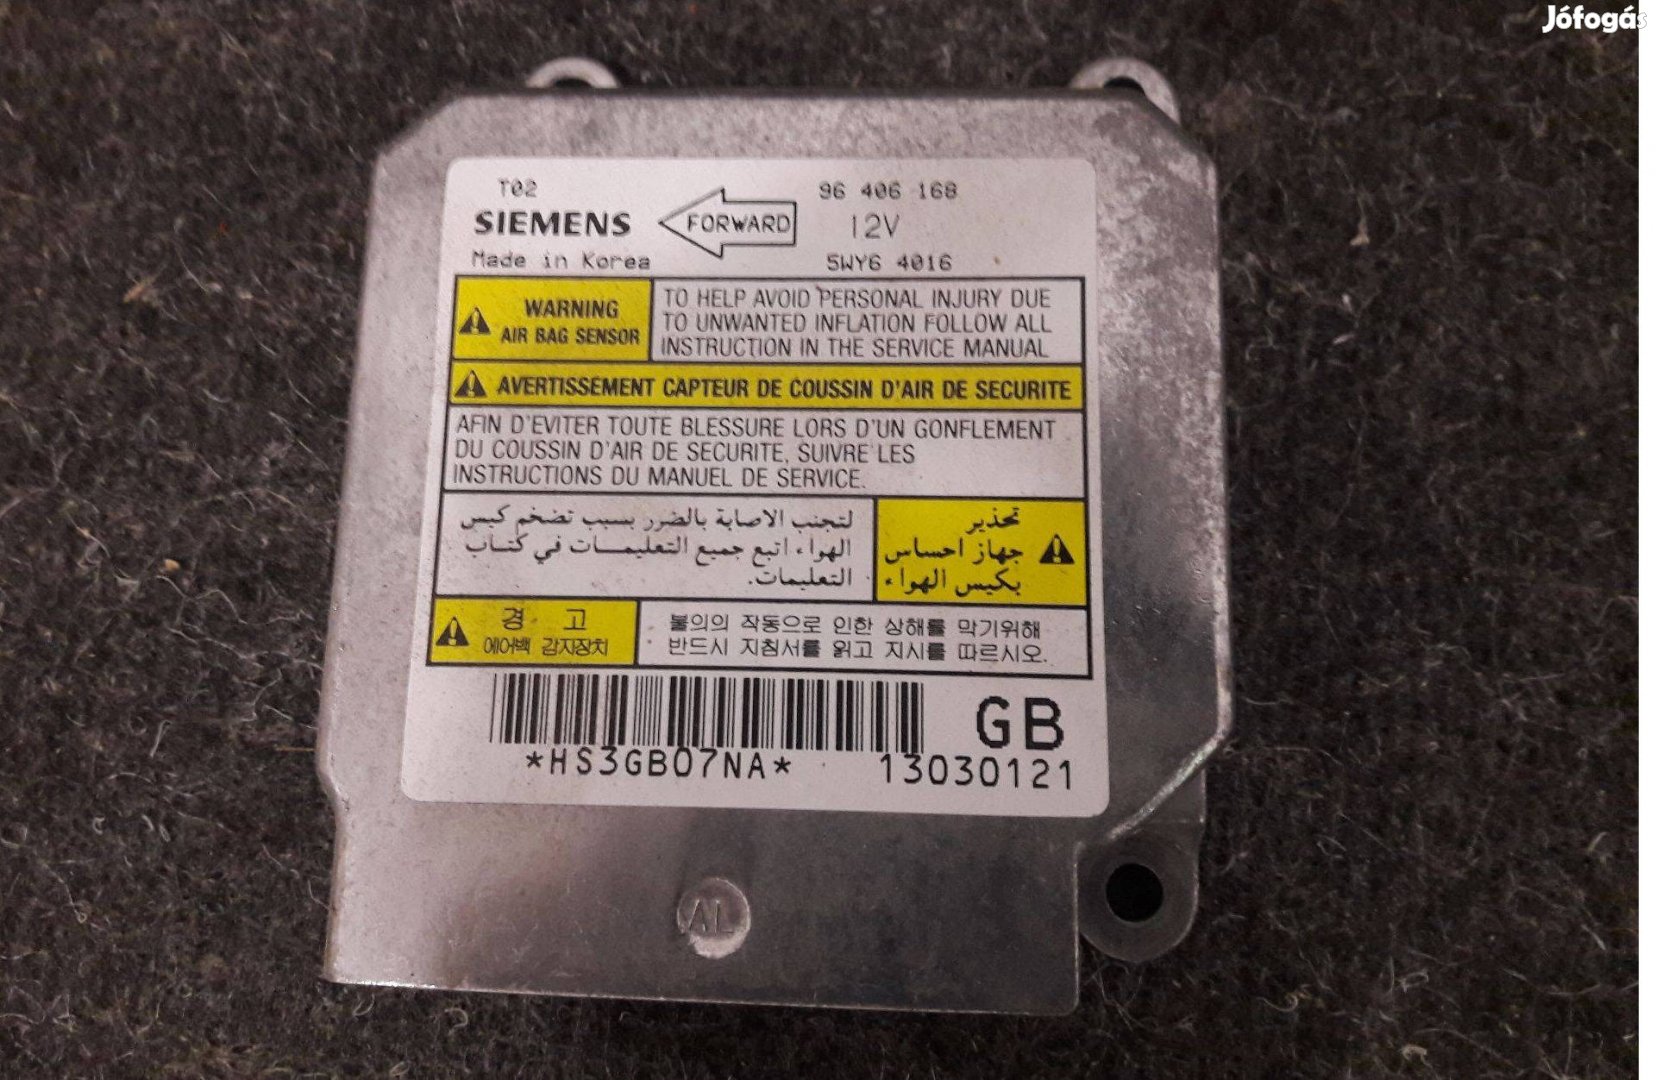 Jófogás
T02
96 406 168
SIEMENS
FORWARD
12V
Made in Korea
5WY6 4016
WARNING
AIR BAG SENSOR
TO HELP AVOID PERSONAL INJURY DUE
TO UNWANTED INFLATION FOLLOW ALL
INSTRUCTION IN THE SERVICE MANUAL
AVERTISSEMENT CAPTEUR DE COUSSIN D'AIR DE SECURITE
AFIN D'EVITER TOUTE BLESSURE LORS D'UN GONFLEMENT
DU COUSSIN D'AIR DE SECURITE, SUIVRE LES
INSTRUCTIONS DU MANUEL DE SERVICE.
تحذير
جهاز احساس
بكيس الهواء
لتجنب الاصابة بالضرر بسبب تضخم كبس
الهواء اتبع جميع التعليمات في كتاب
التعليمات.
경 고
에어백 감지장치
불의의 작동으로 인한 상해를 막기위해
반드시 지침서를 읽고 지시를 따르시오.
GB
*HS3GB07NA*
13030121
AL